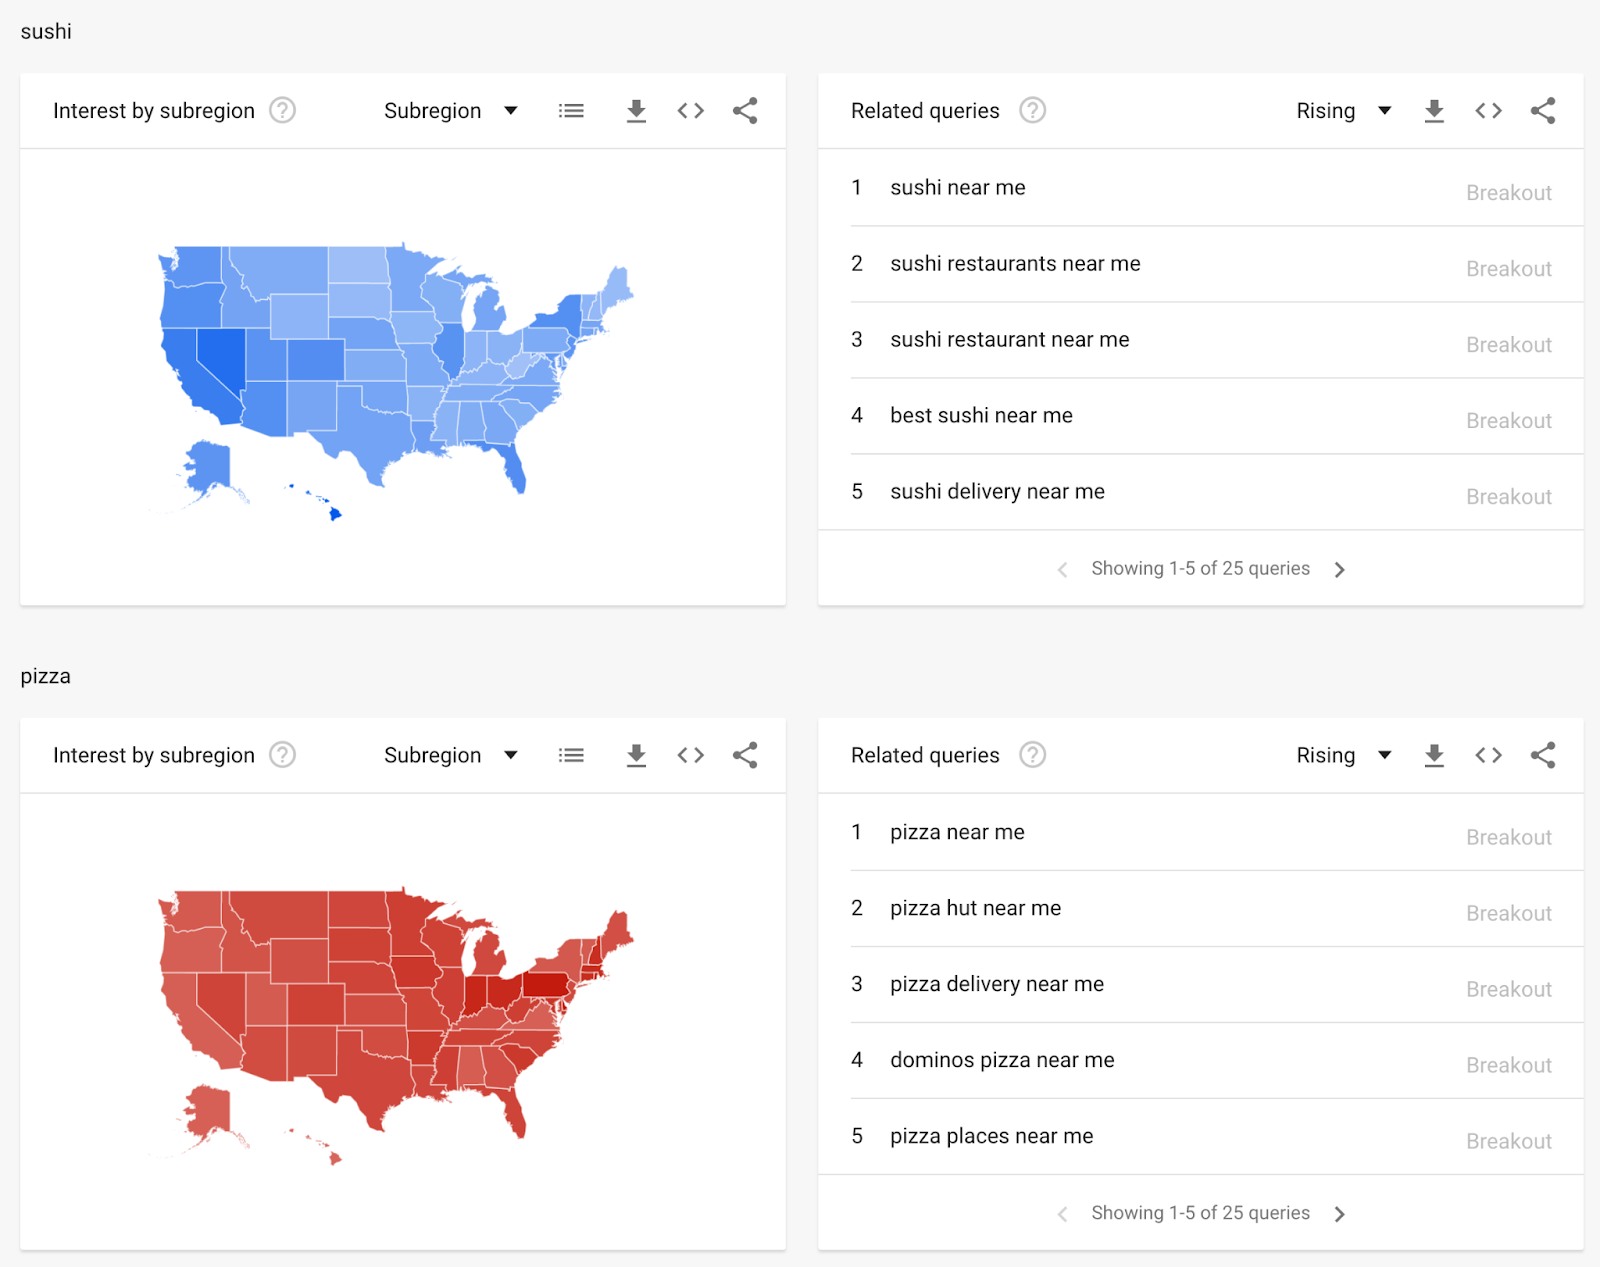 sushi
Interest by subregion ? Subregion
Related queries ? Rising
1 sushi near me Breakout
2 sushi restaurants near me Breakout
3 sushi restaurant near me Breakout
4 best sushi near me Breakout
5 sushi delivery near me Breakout
Showing 1-5 of 25 queries
pizza
Interest by subregion ? Subregion
Related queries ? Rising
1 pizza near me Breakout
2 pizza hut near me Breakout
3 pizza delivery near me Breakout
4 dominos pizza near me Breakout
5 pizza places near me Breakout
Showing 1-5 of 25 queries